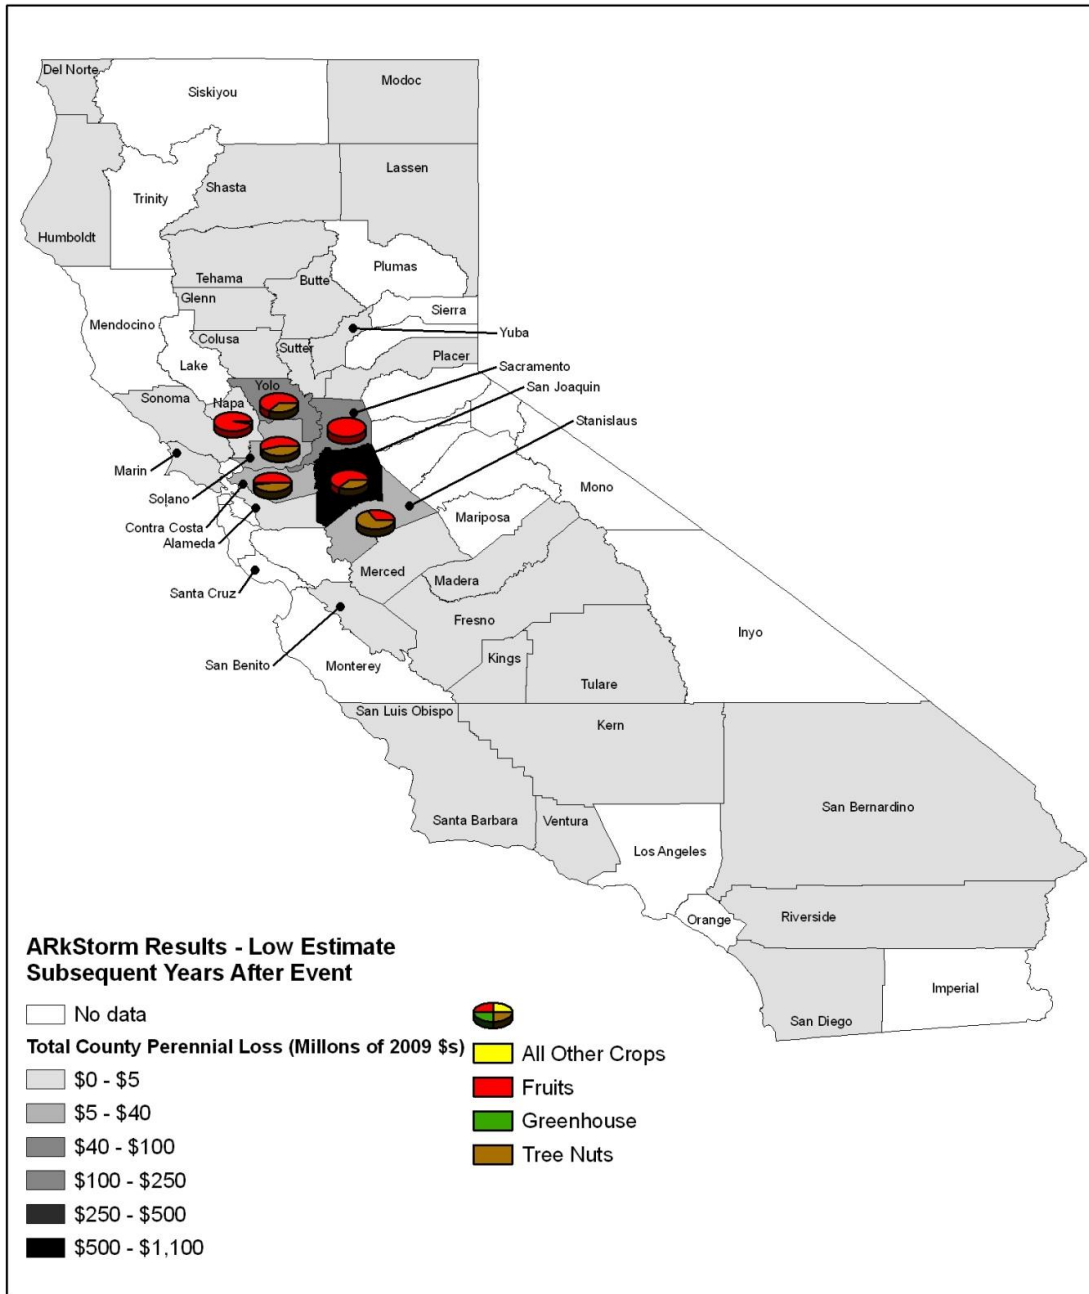 Del Norte
Siskiyou
Modoc
Trinity
Shasta
Lassen
Humboldt
Plumas
Tehama
Butte
Glenn
Sierra
Mendocino
Yuba
Colusa
Sutter
Placer
Lake
Sacramento
Yolo
San Joaquin
Sonoma
Napa
Stanislaus
Marin
Mono
Solano
Mariposa
Contra Costa
Alameda
Merced
Madera
Santa Cruz
Fresno
Inyo
Kings
San Benito
Monterey
Tulare
San Luis Obispo
Kern
San Bernardino
Santa Barbara
Ventura
Los Angeles
Orange
Riverside
Imperial
San Diego
ARkStorm Results - Low Estimate
Subsequent Years After Event
No data
Total County Perennial Loss (Millons of 2009 $s)
$0 - $5
$5 - $40
$40 - $100
$100 - $250
$250 - $500
$500 - $1,100
All Other Crops
Fruits
Greenhouse
Tree Nuts